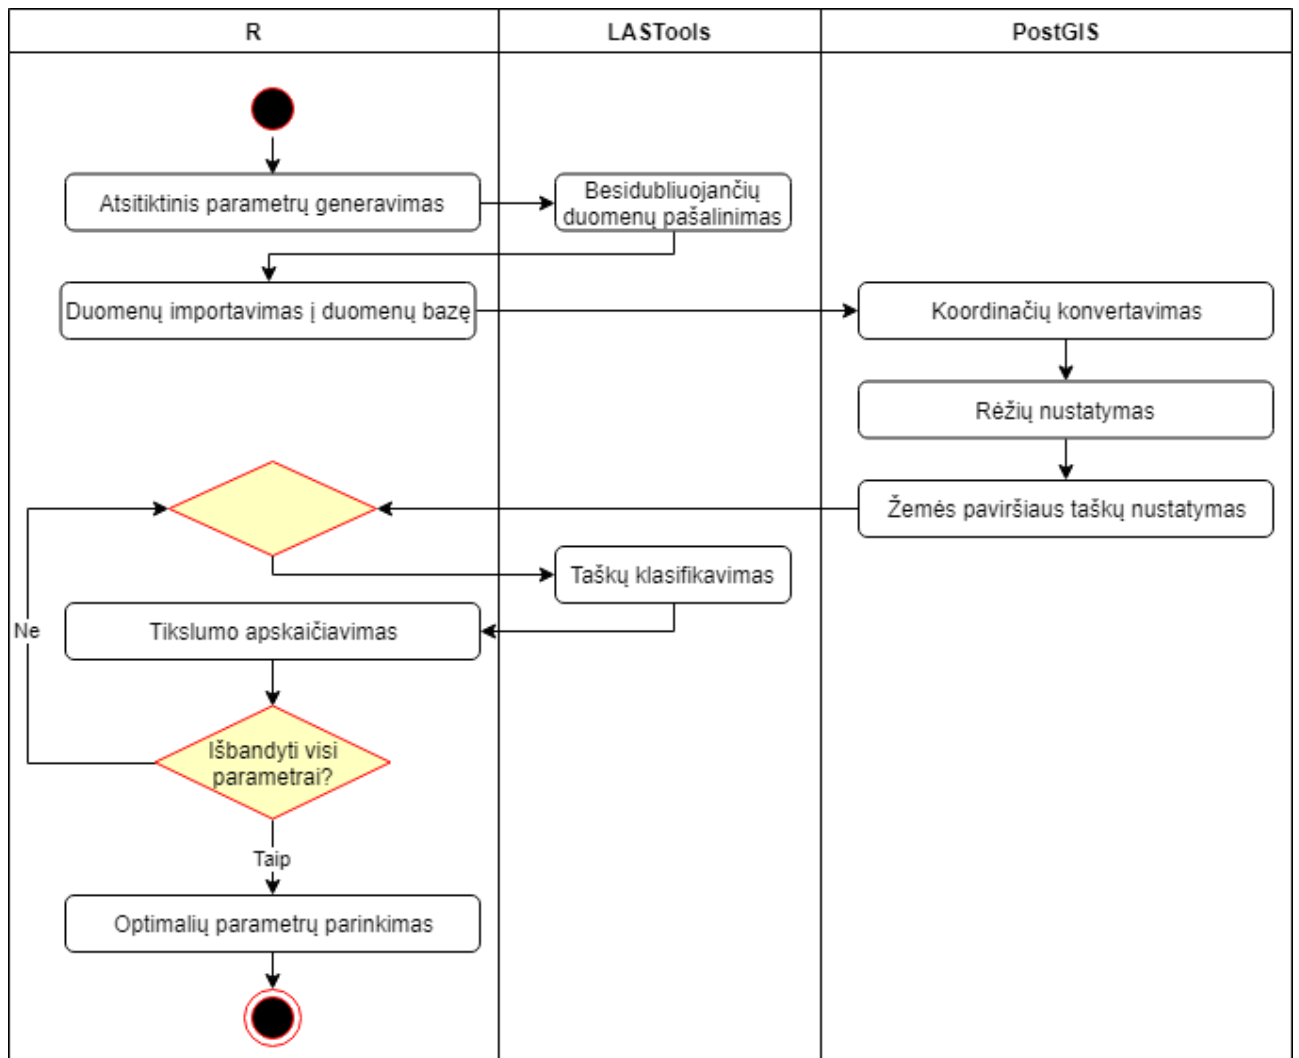 R
LASTools
PostGIS
Atsitiktinis parametrų generavimas
Besidubliuojančių
duomenų pašalinimas
Duomenų importavimas į duomenų bazę
Koordinačių konvertavimas
Rėžių nustatymas
Žemės paviršiaus taškų nustatymas
Taškų klasifikavimas
Ne
Tikslumo apskaičiavimas
Išbandyti visi
parametrai?
Taip
Optimalių parametrų parinkimas